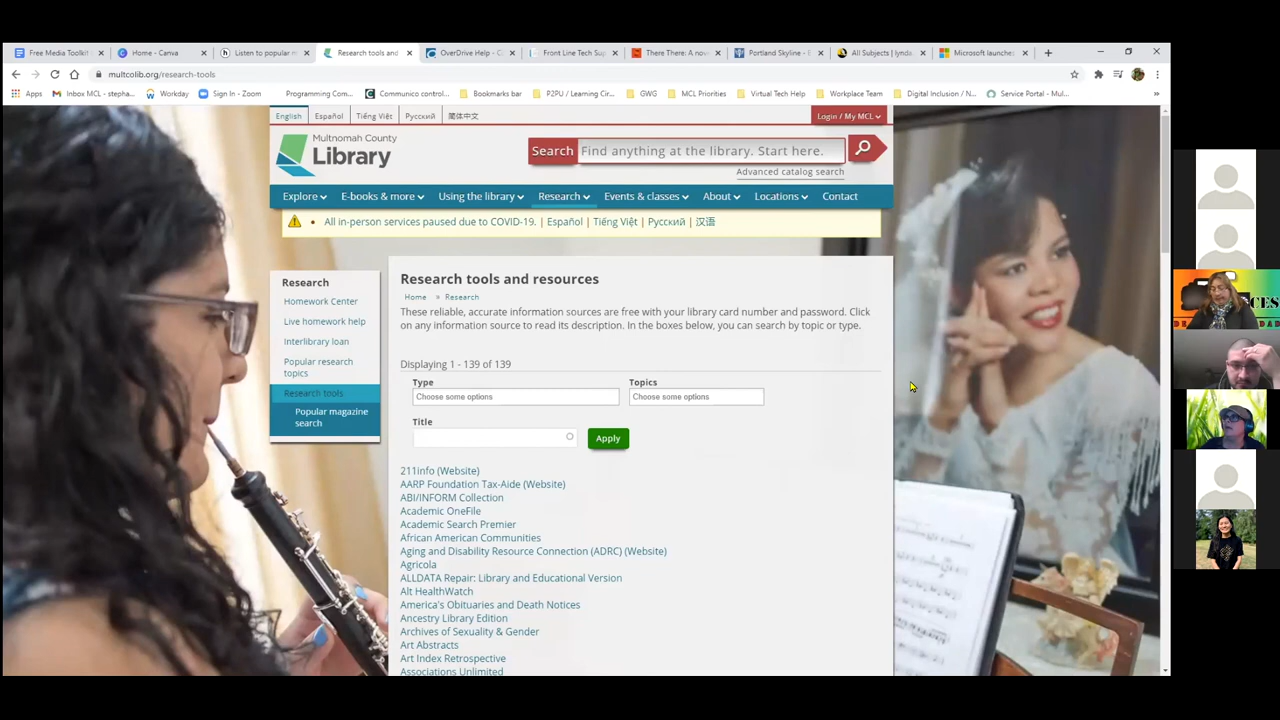 Free Media Toolkit
Home - Canva
Listen to popular m
Research tools and
OverDrive Help - C
Front Line Tech Sup
There There: A nove
Portland Skyline - E
All Subjects | lynda
Microsoft launches
multcolib.org/research-tools
Apps
Inbox MCL - stepha...
Workday
Sign In - Zoom
Programming Com...
Communico control...
Bookmarks bar
P2PU / Learning Cir...
GWG
MCL Priorities
Virtual Tech Help
Workplace Team
Digital Inclusion / N...
Service Portal - Mul...
English
Español
Tiếng Việt
Русский
简体中文
Login / My MCL
Multnomah County
Library
Search
Find anything at the library. Start here.
Advanced catalog search
Explore
E-books & more
Using the library
Research
Events & classes
About
Locations
Contact
All in-person services paused due to COVID-19. | Español | Tiếng Việt | Русский | 汉语
Research
Homework Center
Live homework help
Interlibrary loan
Popular research
topics
Research tools
Popular magazine
search
Research tools and resources
Home » Research
These reliable, accurate information sources are free with your library card number and password. Click
on any information source to read its description. In the boxes below, you can search by topic or type.
Displaying 1 - 139 of 139
Type
Topics
Choose some options
Choose some options
Title
Apply
211info (Website)
AARP Foundation Tax-Aide (Website)
ABI/INFORM Collection
Academic OneFile
Academic Search Premier
African American Communities
Aging and Disability Resource Connection (ADRC) (Website)
Agricola
ALLDATA Repair: Library and Educational Version
Alt HealthWatch
America's Obituaries and Death Notices
Ancestry Library Edition
Archives of Sexuality & Gender
Art Abstracts
Art Index Retrospective
Associations Unlimited